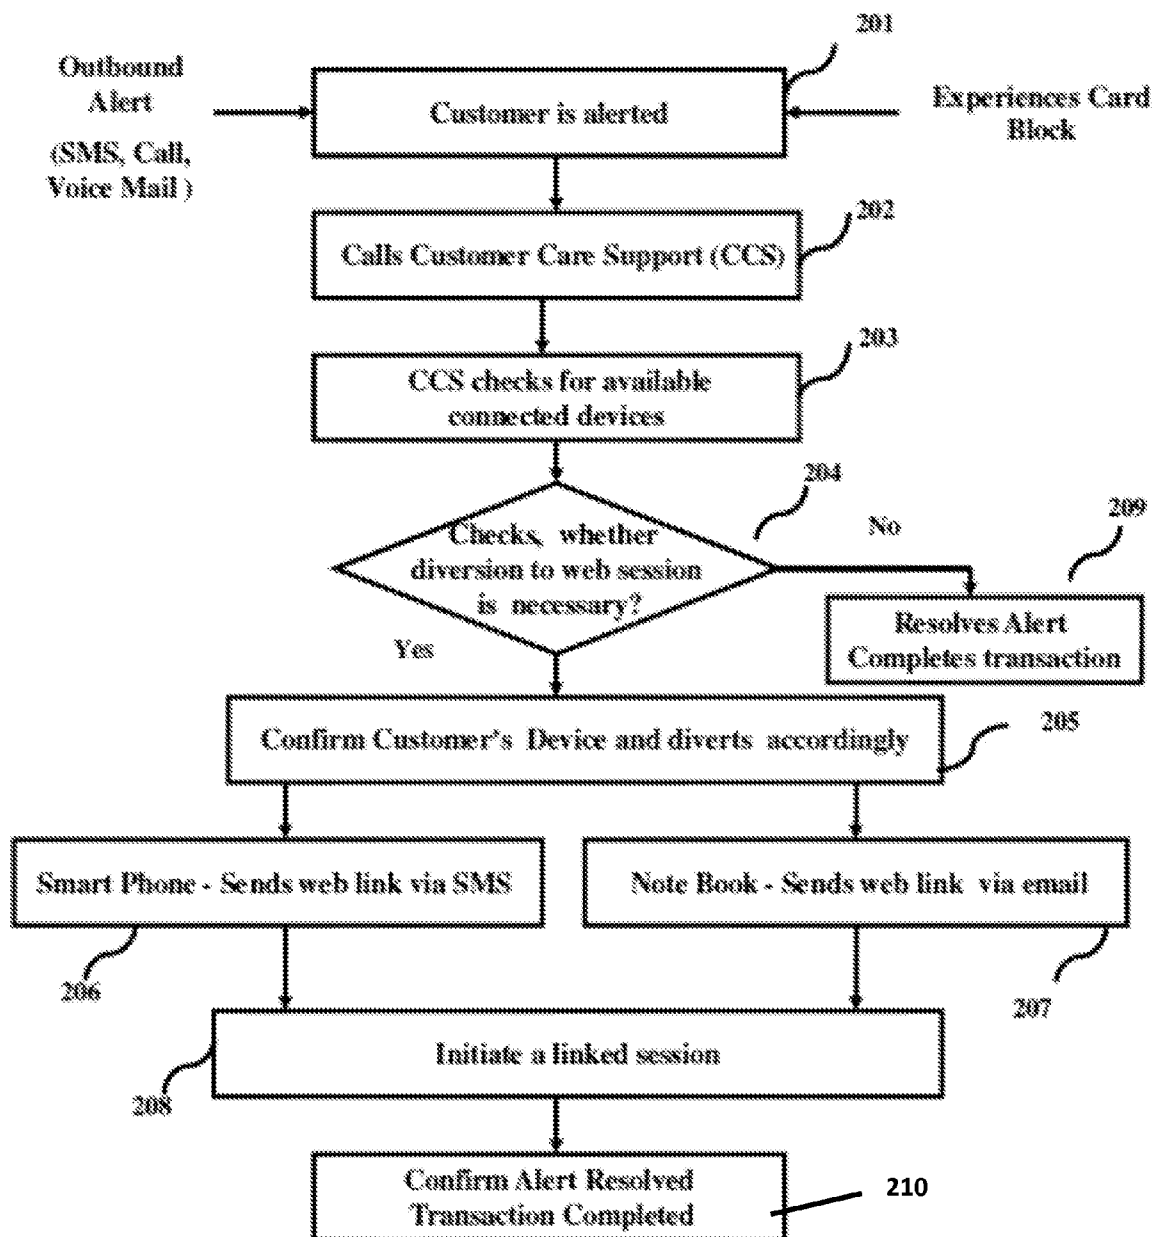 201
Outbound
Alert
(SMS, Call,
Voice Mail )
Customer is alerted
Experiences Card
Block
202
Calls Customer Care Support (CCS)
203
CCS checks for available
connected devices
204
Checks, whether
diversion to web session
is necessary?
No
209
Resolves Alert
Completes transaction
Yes
205
Confirm Customer's Device and diverts accordingly
Smart Phone - Sends web link via SMS
Note Book - Sends web link via email
206
207
Initiate a linked session
208
Confirm Alert Resolved
Transaction Completed
210